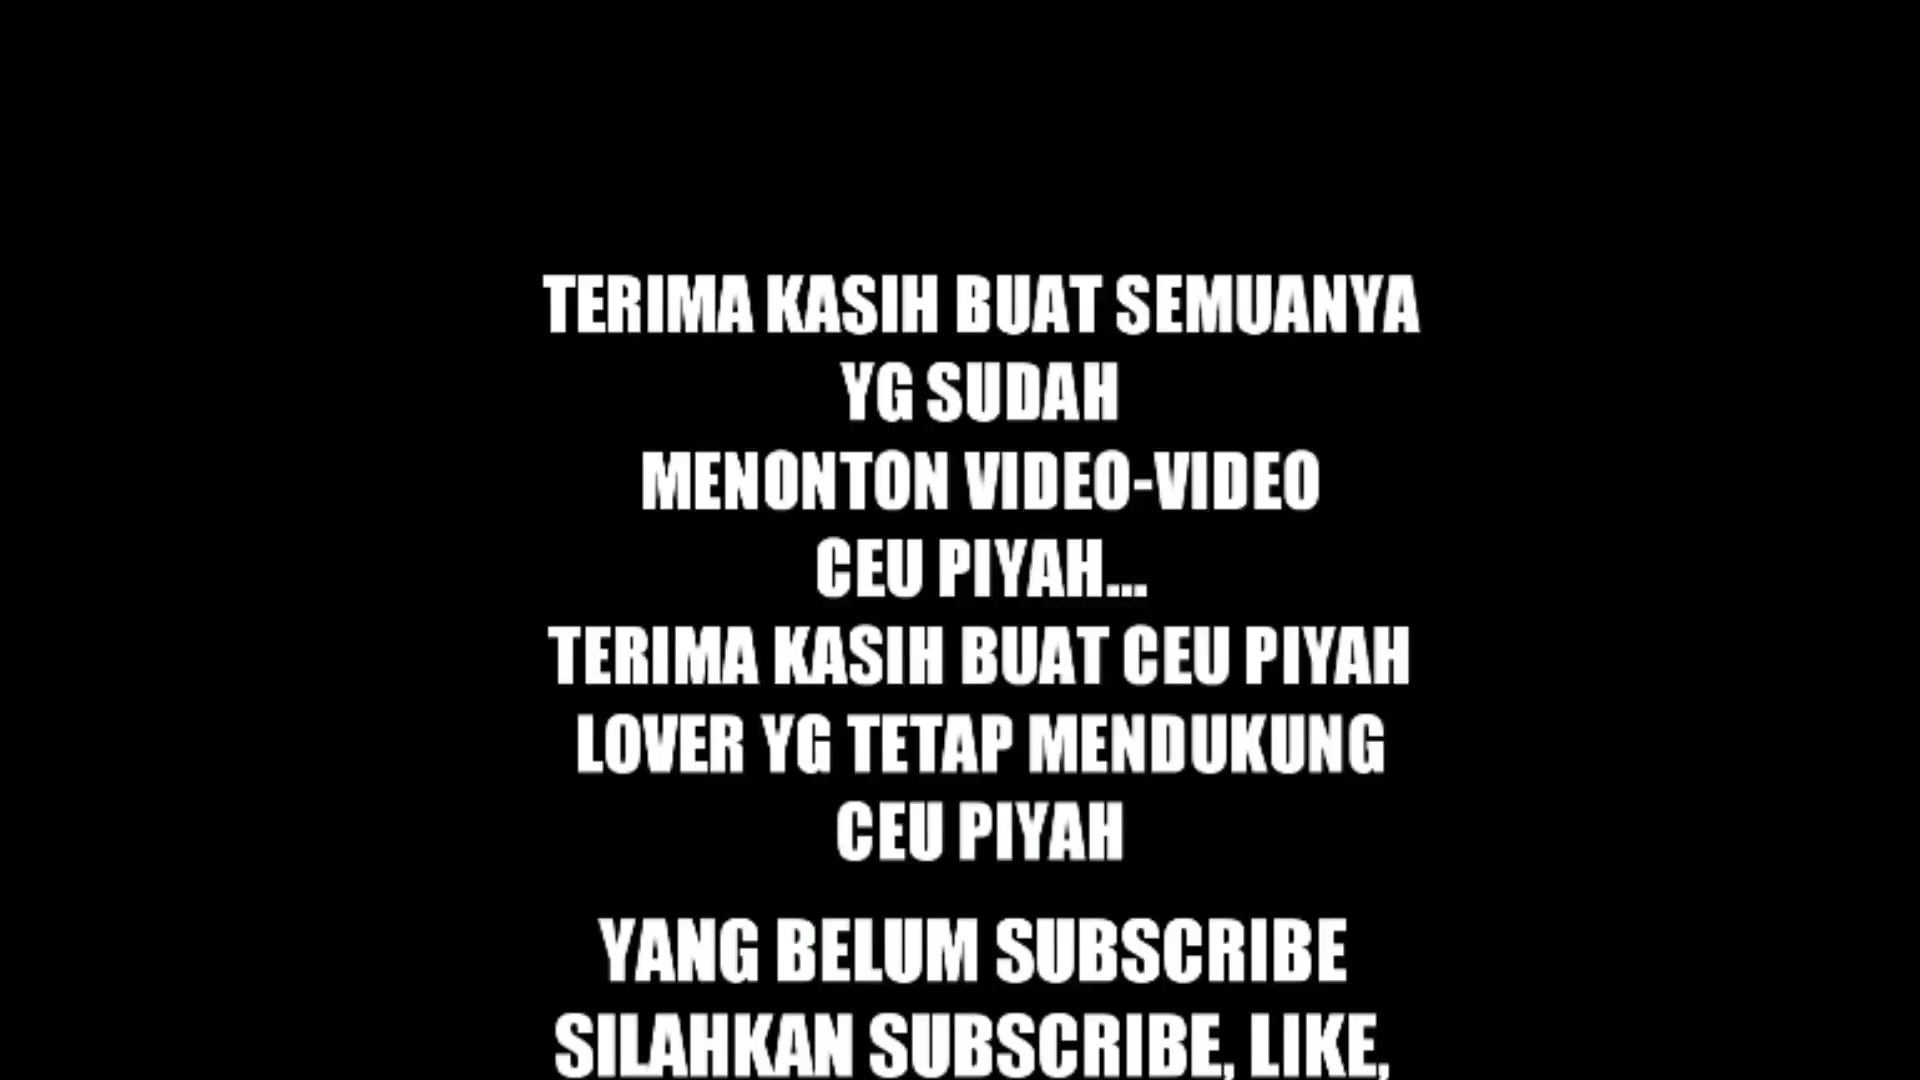 TERIMA KASIH BUAT SEMUANYA
YG SUDAH
MENONTON VIDEO-VIDEO
CEU PIYAH...
TERIMA KASIH BUAT CEU PIYAH
LOVER YG TETAP MENDUKUNG
CEU PIYAH
YANG BELUM SUBSCRIBE
SILAHKAN SUBSCRIBE, LIKE,